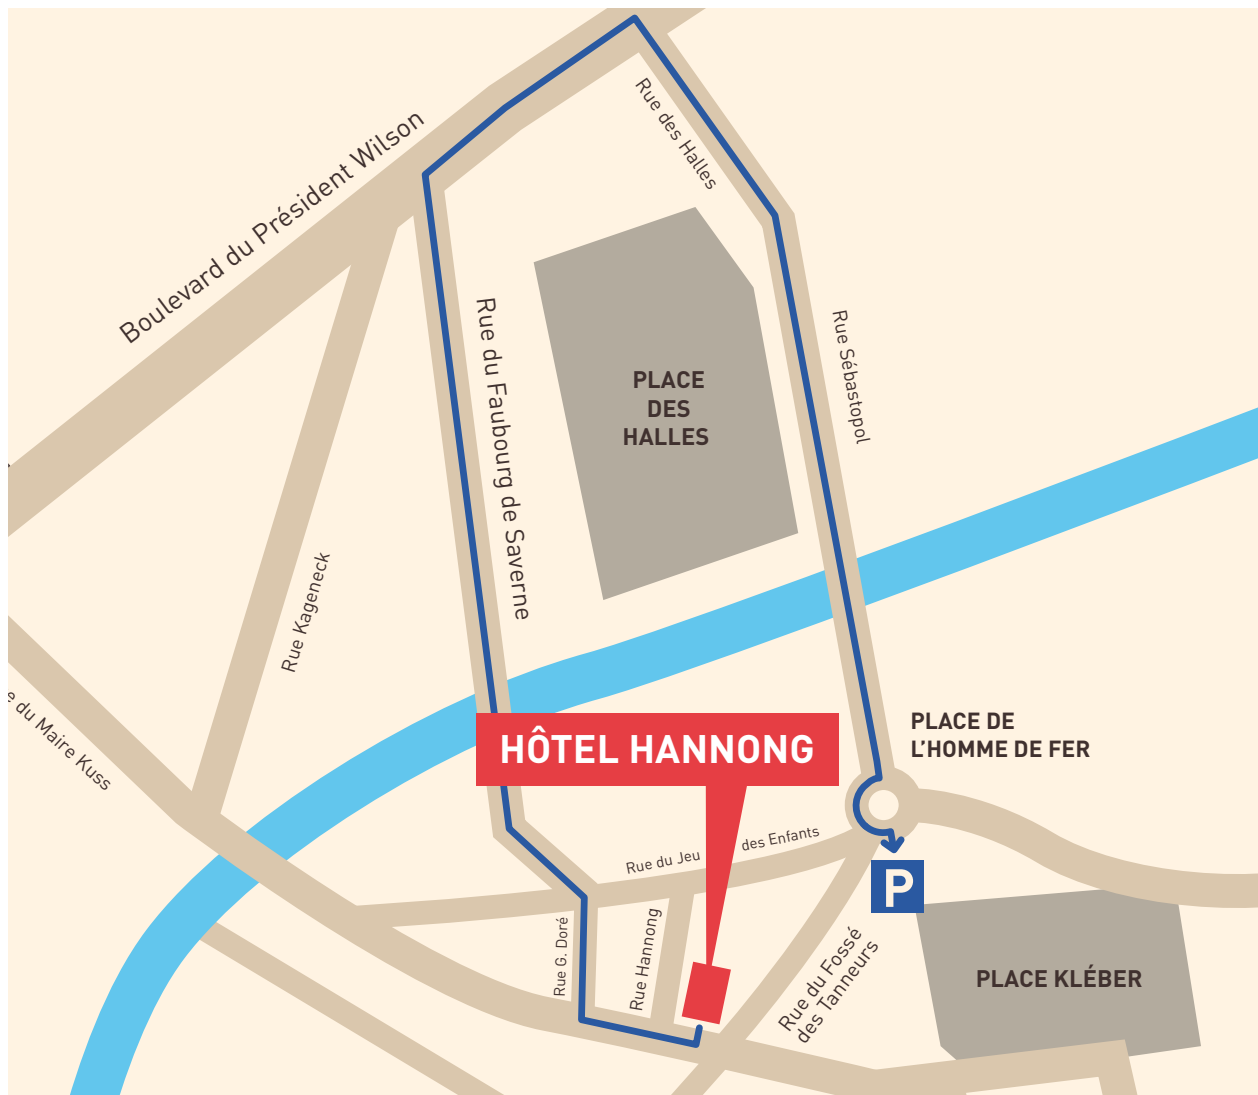 Boulevard du Président Wilson
Rue des Halles
Rue du Faubourg de Saverne
PLACE
DES
HALLES
Rue Sébastopol
Rue Kageneck
e du Maire Kuss
HÔTEL HANNONG
PLACE DE
L'HOMME DE FER
Rue du Jeu des Enfants
P
Rue G. Doré
Rue Hannong
Rue du Fossé
des Tanneurs
PLACE KLÉBER